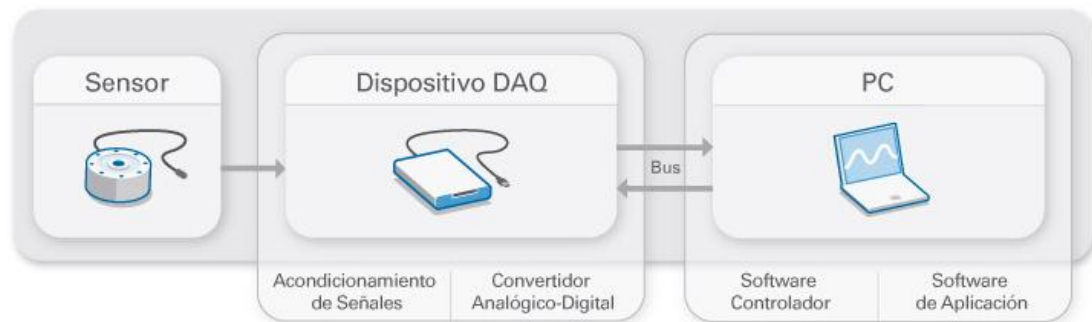 Sensor
Dispositivo DAQ
PC
Bus
Acondicionamiento
de Señales
Convertidor
Analógico-Digital
Software
Controlador
Software
de Aplicación